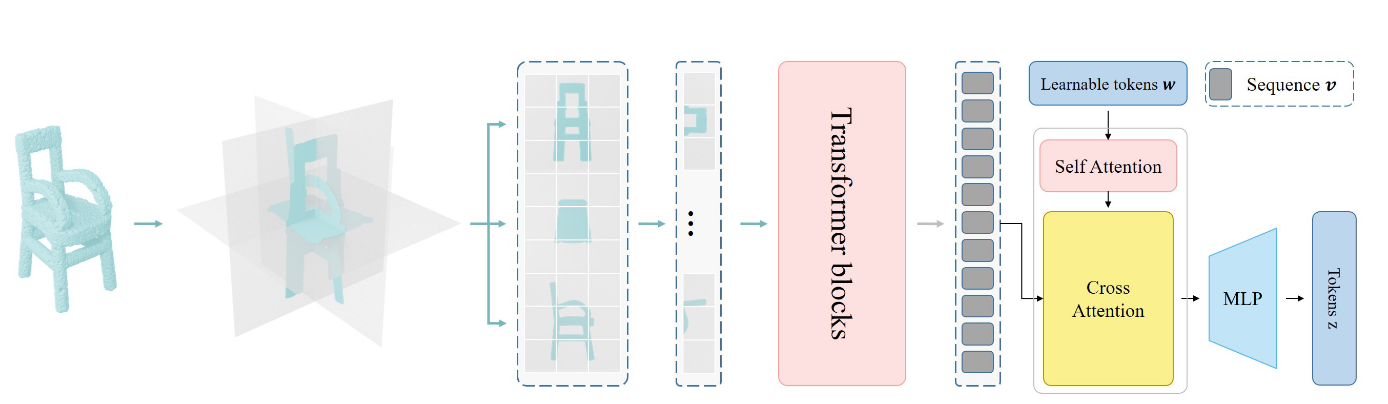 Transformer blocks
Learnable tokens w
Sequence v
Self Attention
Cross
Attention
MLP
Tokens z